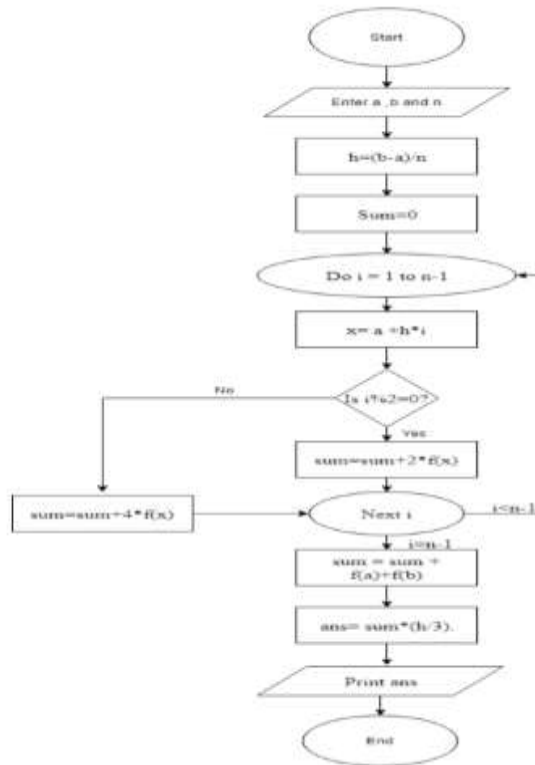 Start
Enter a ,b and n
h=(b-a)/n
Sum=0
Do i = 1 to n-1
x= a +h*i
No
Is i%2=0?
Yes
sum=sum+2*f(x)
sum=sum+4*f(x)
Next i
i<n-1
i=n-1
sum = sum +
f(a)+f(b)
ans= sum*(h/3).
Print ans
End